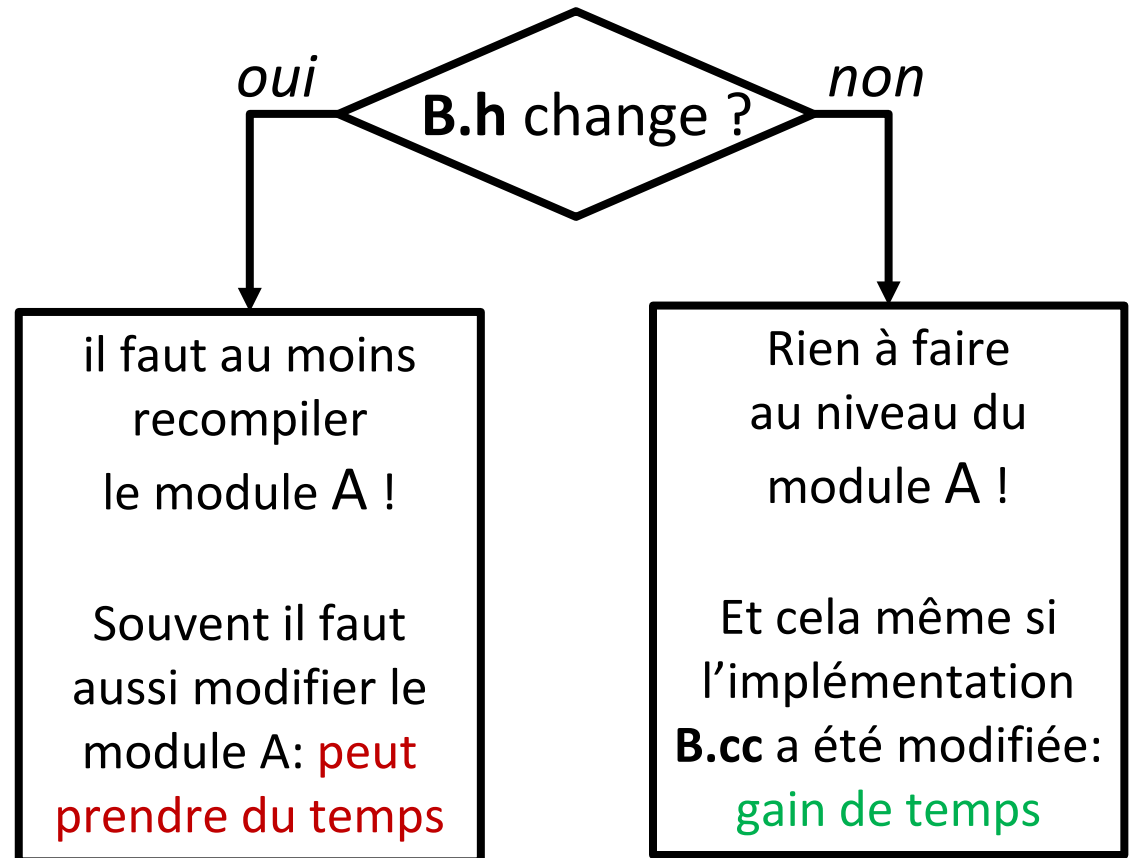 oui
B.h change ?
non
il faut au moins
recompiler
le module A !
Souvent il faut
aussi modifier le
module A: peut
prendre du temps
Rien à faire
au niveau du
module A !
Et cela même si
l’implémentation
B.cc a été modifiée:
gain de temps